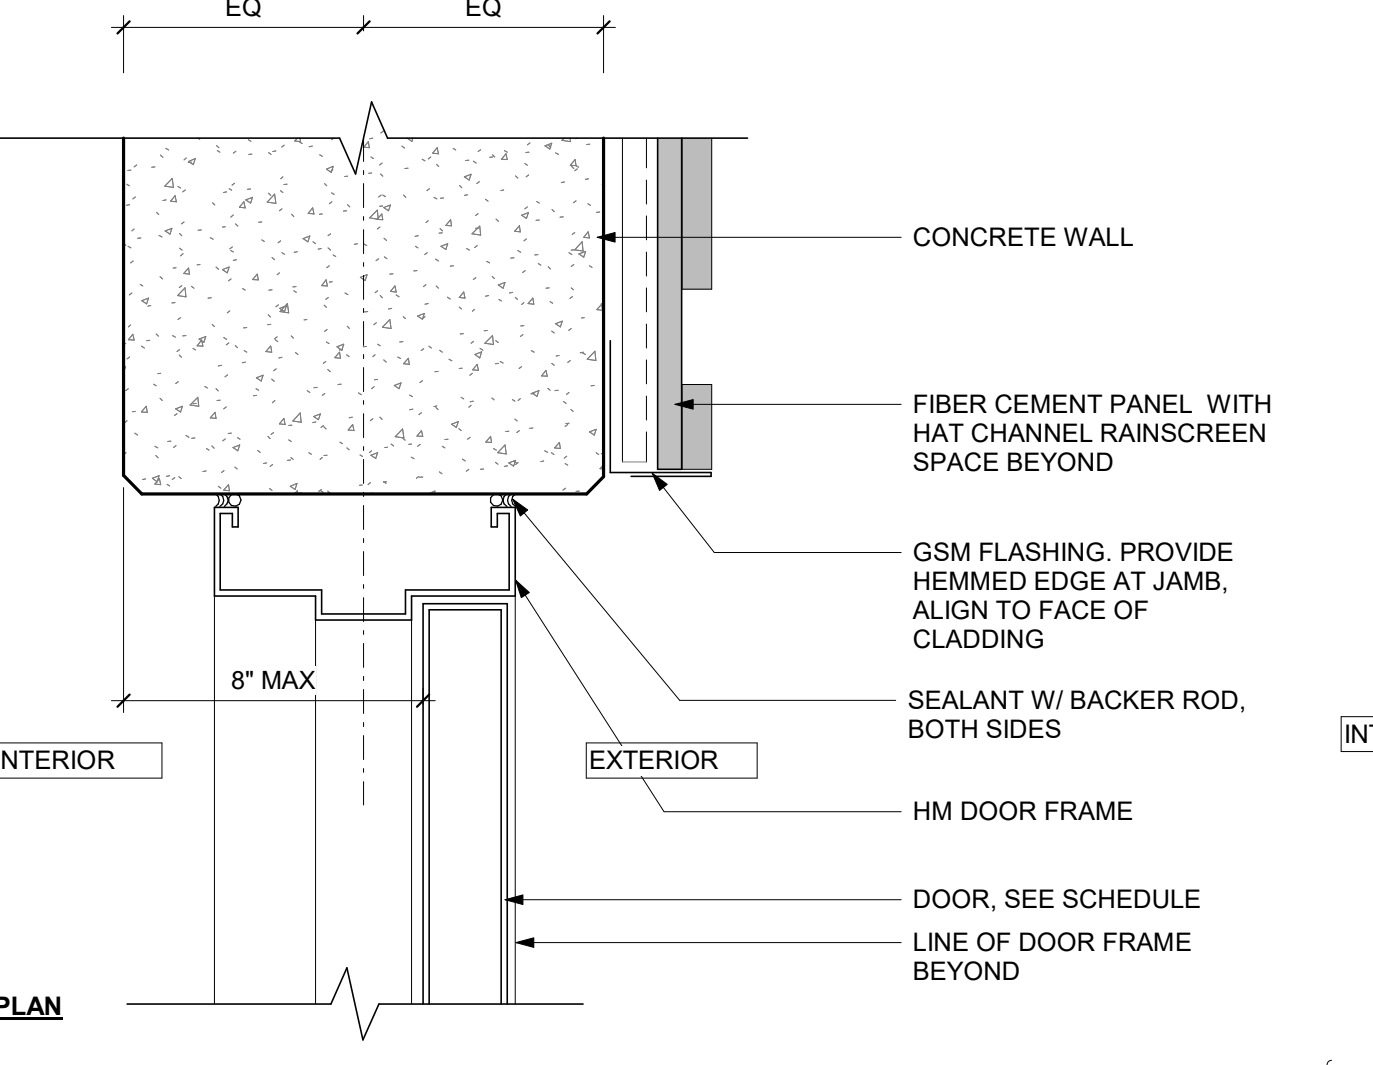 EQ EQ
CONCRETE WALL
FIBER CEMENT PANEL  WITH
HAT CHANNEL RAINSCREEN
SPACE BEYOND
GSM FLASHING. PROVIDE
HEMMED EDGE AT JAMB,
ALIGN TO FACE OF
CLADDING
8" MAX
SEALANT W/ BACKER ROD,
BOTH SIDES
NTERIOR
EXTERIOR
INT
HM DOOR FRAME
DOOR, SEE SCHEDULE
LINE OF DOOR FRAME
BEYOND
PLAN